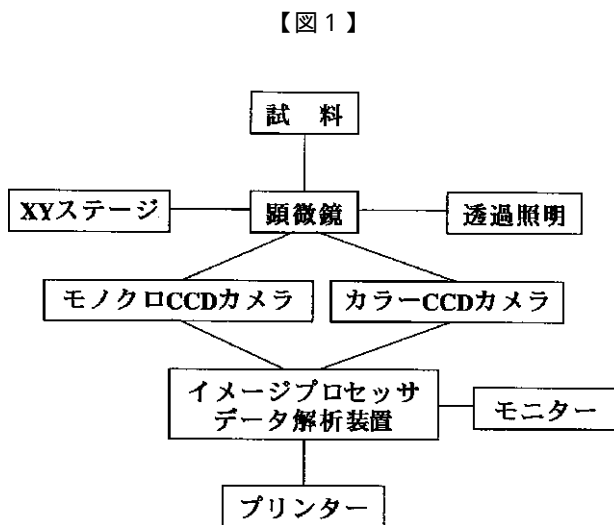 【図1】
試 料
XYステージ
顕微鏡
透過照明
モノクロCCDカメラ
カラーCCDカメラ
イメージプロセッサ
データ解析装置
モニター
プリンター